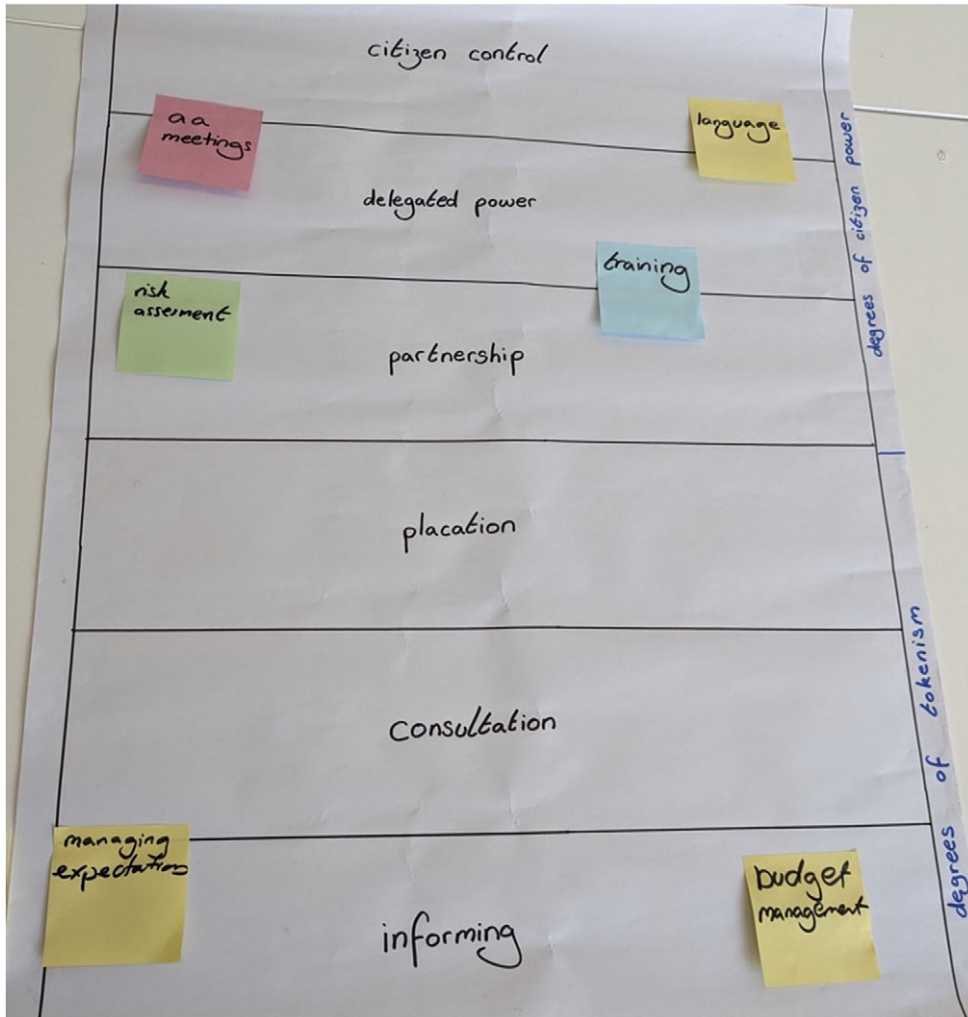 citizen control
aa
meetings
language
delegated power
training
risk
assesment
partnership
degrees of citizen power
placation
consultation
degrees of tokenism
managing
expectations
informing
budget
management